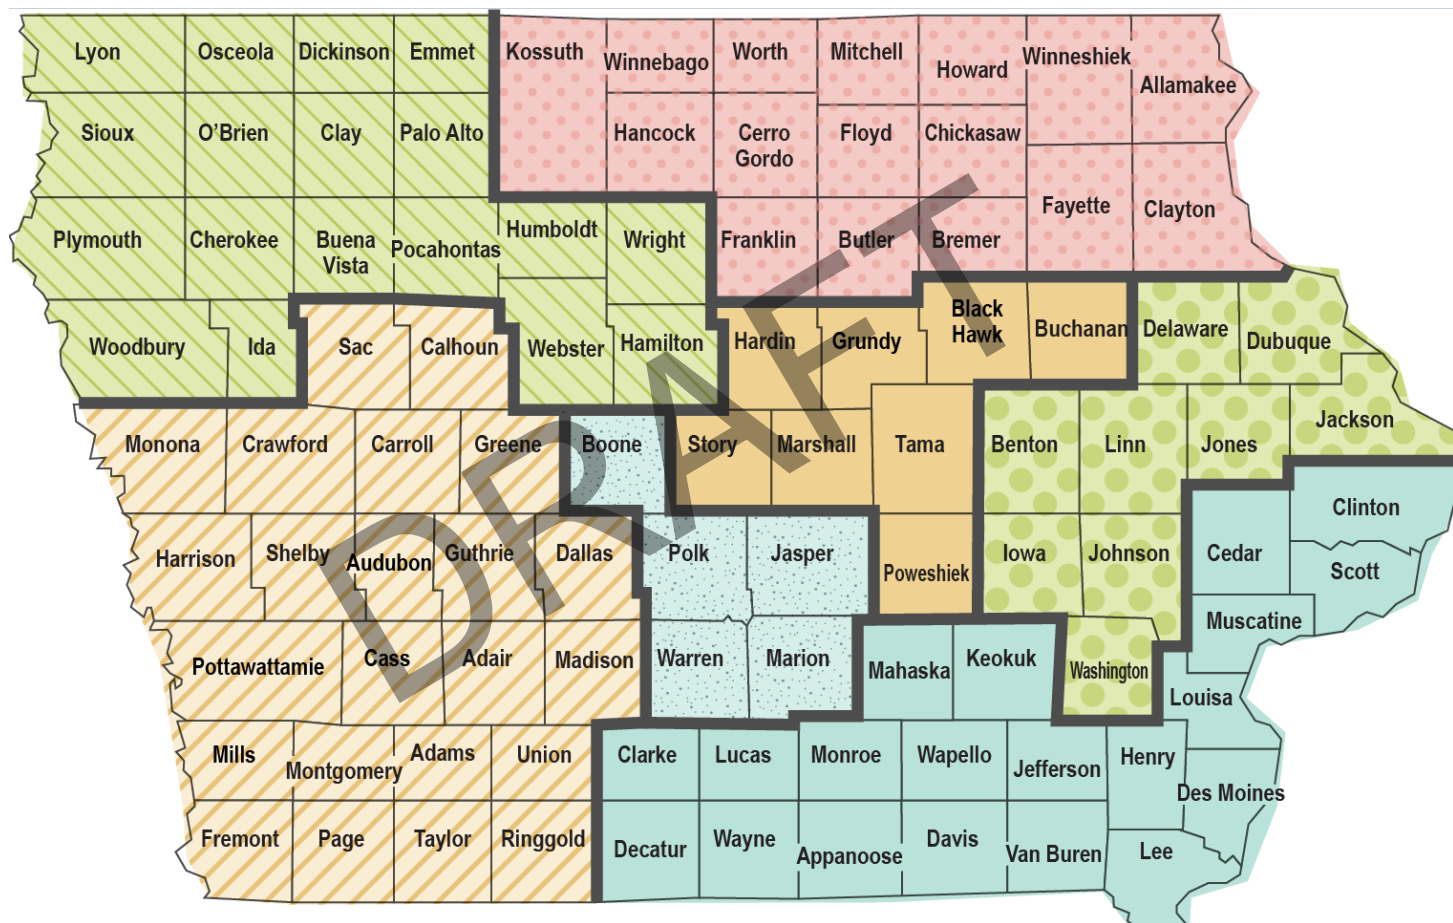 Lyon
Osceola
Dickinson
Emmet
Kossuth
Winnebago
Worth
Mitchell
Howard
Winneshiek
Allamakee
Sioux
O’Brien
Clay
Palo Alto
Hancock
Cerro
Gordo
Floyd
Chickasaw
Fayette
Clayton
Plymouth
Cherokee
Buena
Vista
Pocahontas
Humboldt
Wright
Franklin
Butler
Bremer
Woodbury
Ida
Sac
Calhoun
Webster
Hamilton
Hardin
Grundy
Black
Hawk
Buchanan
Delaware
Dubuque
Monona
Crawford
Carroll
Greene
Boone
Story
Marshall
Tama
Benton
Linn
Jones
Jackson
Harrison
Shelby
Audubon
Guthrie
Dallas
Polk
Jasper
Poweshiek
Iowa
Johnson
Cedar
Clinton
Scott
Muscatine
Pottawattamie
Cass
Adair
Madison
Warren
Marion
Mahaska
Keokuk
Washington
Louisa
Mills
Montgomery
Adams
Union
Clarke
Lucas
Monroe
Wapello
Jefferson
Henry
Des Moines
Fremont
Page
Taylor
Ringgold
Decatur
Wayne
Appanoose
Davis
Van Buren
Lee
DRAFT